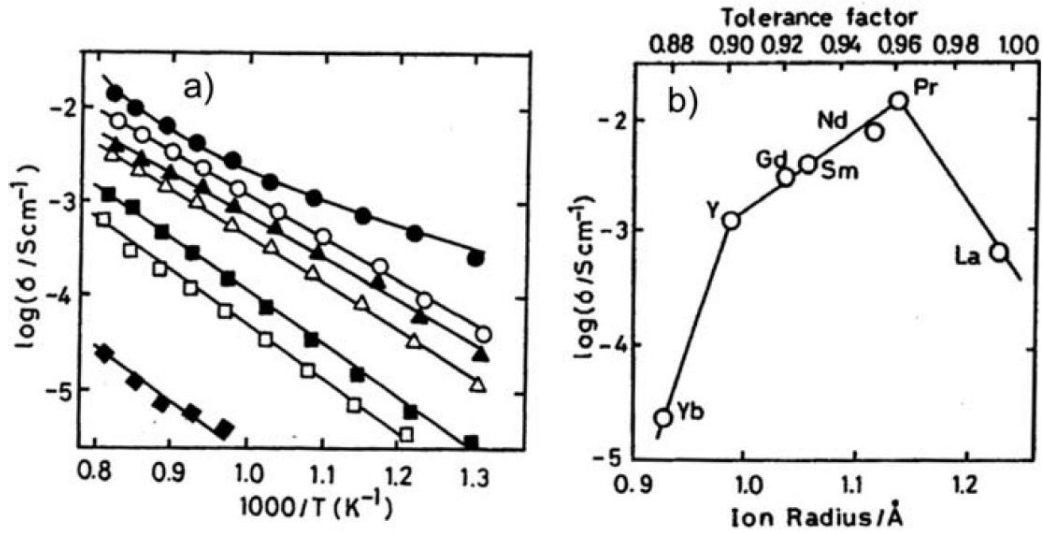 a)
log(σ/Scm⁻¹)
-2
-3
-4
-5
0.8 0.9 1.0 1.1 1.2 1.3
1000/T (K⁻¹)
b)
Tolerance factor
0.88 0.90 0.92 0.94 0.96 0.98 1.00
log(σ/Scm⁻¹)
-2
-3
-4
-5
Pr
Nd
Gd
Sm
Y
La
Yb
0.9 1.0 1.1 1.2
Ion Radius/Å